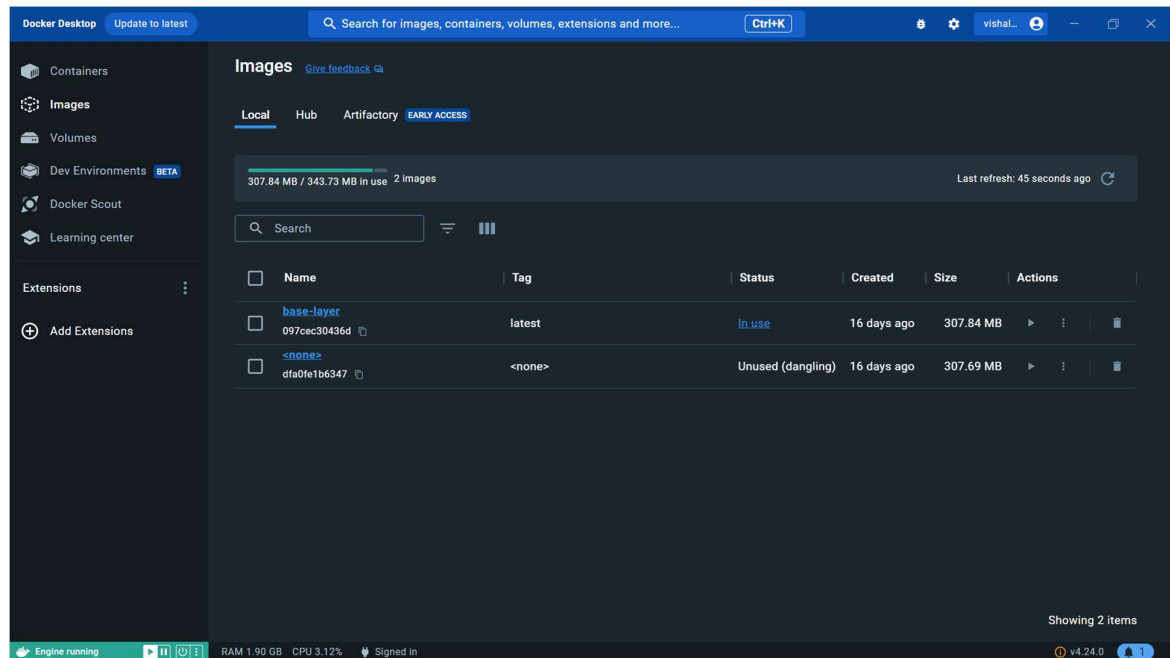 Docker Desktop Update to latest Search for images, containers, volumes, extensions and more... Ctrl+K vishal...
Containers
Images
Volumes
Dev Environments BETA
Docker Scout
Learning center
Extensions
Add Extensions
Images Give feedback
Local Hub Artifactory EARLY ACCESS
307.84 MB / 343.73 MB in use 2 images Last refresh: 45 seconds ago
Search
Name Tag Status Created Size Actions
base-layer
097cec30436d latest In use 16 days ago 307.84 MB
<none>
dfa0fe1b6347 <none> Unused (dangling) 16 days ago 307.69 MB
Showing 2 items
Engine running RAM 1.90 GB CPU 3.12% Signed in v4.24.0 1